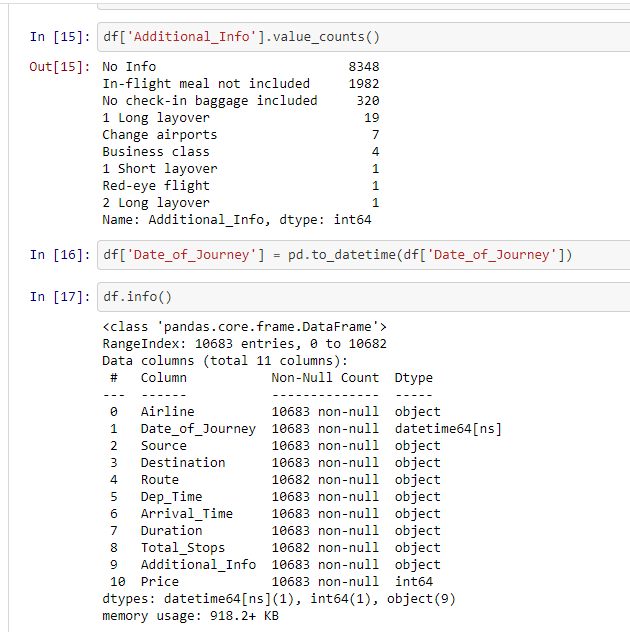 In [15]: df['Additional_Info'].value_counts()
Out[15]: No Info                         8348
In-flight meal not included     1982
No check-in baggage included     320
1 Long layover                    19
Change airports                    7
Business class                     4
1 Short layover                    1
Red-eye flight                     1
2 Long layover                     1
Name: Additional_Info, dtype: int64
In [16]: df['Date_of_Journey'] = pd.to_datetime(df['Date_of_Journey'])
In [17]: df.info()
<class 'pandas.core.frame.DataFrame'>
RangeIndex: 10683 entries, 0 to 10682
Data columns (total 11 columns):
 #   Column           Non-Null Count  Dtype
---  ------           --------------  -----
 0   Airline          10683 non-null  object
 1   Date_of_Journey  10683 non-null  datetime64[ns]
 2   Source           10683 non-null  object
 3   Destination      10683 non-null  object
 4   Route            10682 non-null  object
 5   Dep_Time         10683 non-null  object
 6   Arrival_Time     10683 non-null  object
 7   Duration         10683 non-null  object
 8   Total_Stops      10682 non-null  object
 9   Additional_Info  10683 non-null  object
 10  Price            10683 non-null  int64
dtypes: datetime64[ns](1), int64(1), object(9)
memory usage: 918.2+ KB